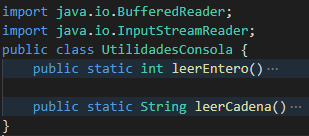 import java.io.BufferedReader;
import java.io.InputStreamReader;
public class UtilidadesConsola {
    public static int leerEntero()···
    public static String leerCadena()···
}